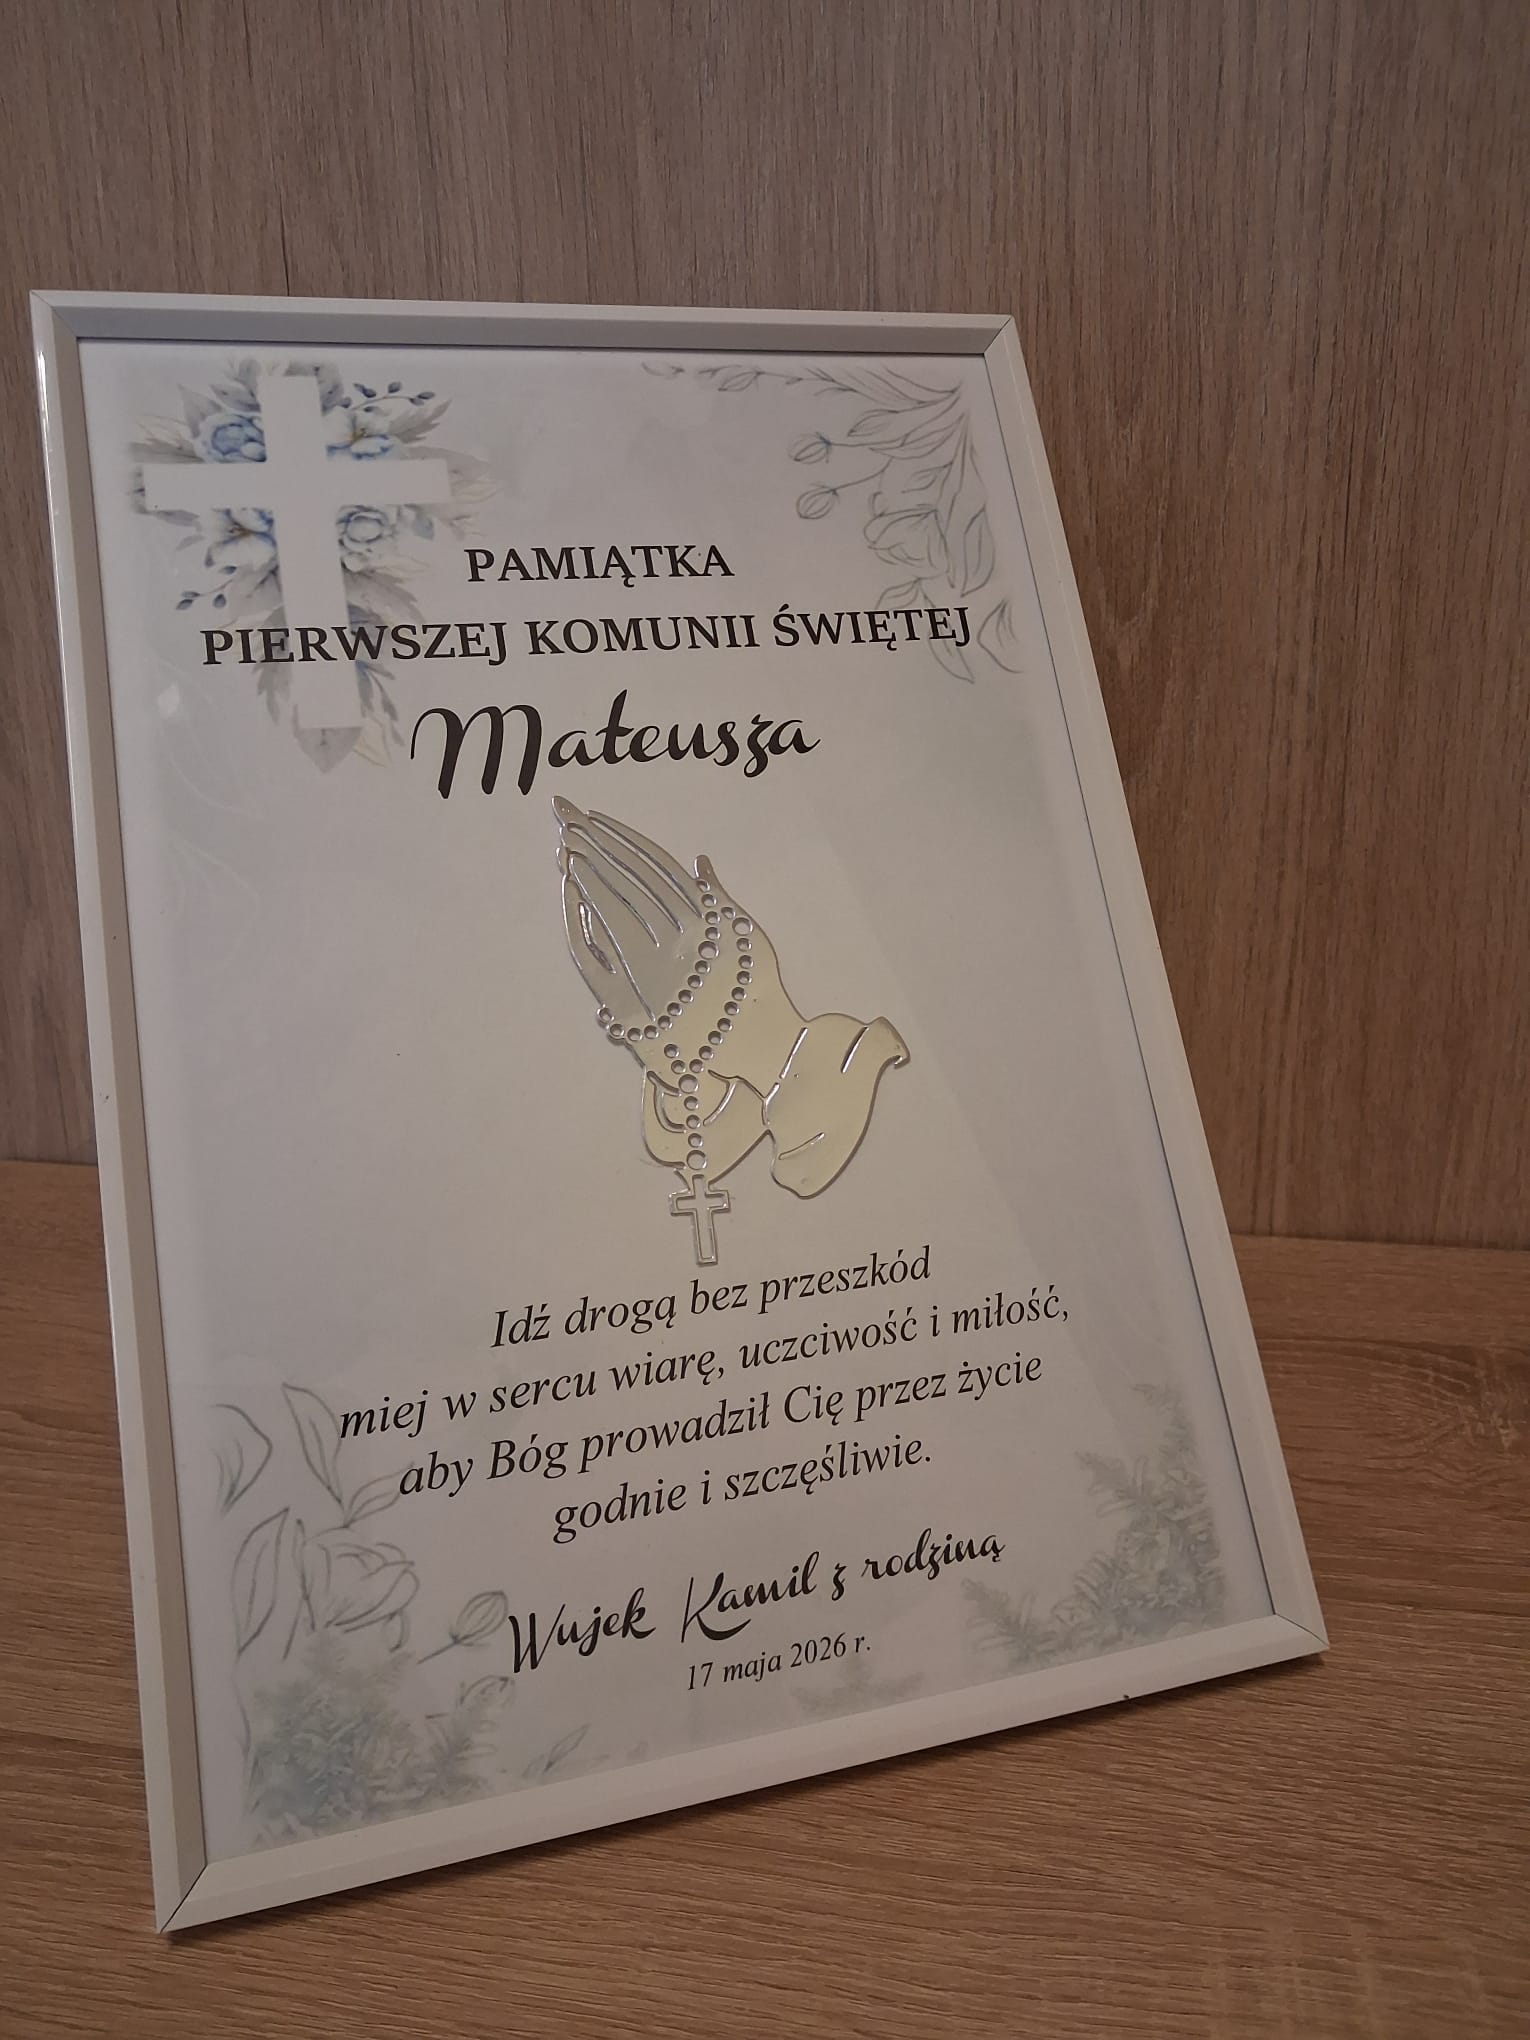 PAMIĄTKA
PIERWSZEJ KOMUNII ŚWIĘTEJ
Mateusza
Idź drogą bez przeszkód
miej w sercu wiarę, uczciwość i miłość,
aby Bóg prowadził Cię przez życie
godnie i szczęśliwie.
Wujek Kamil z rodziną
17 maja 2026 r.